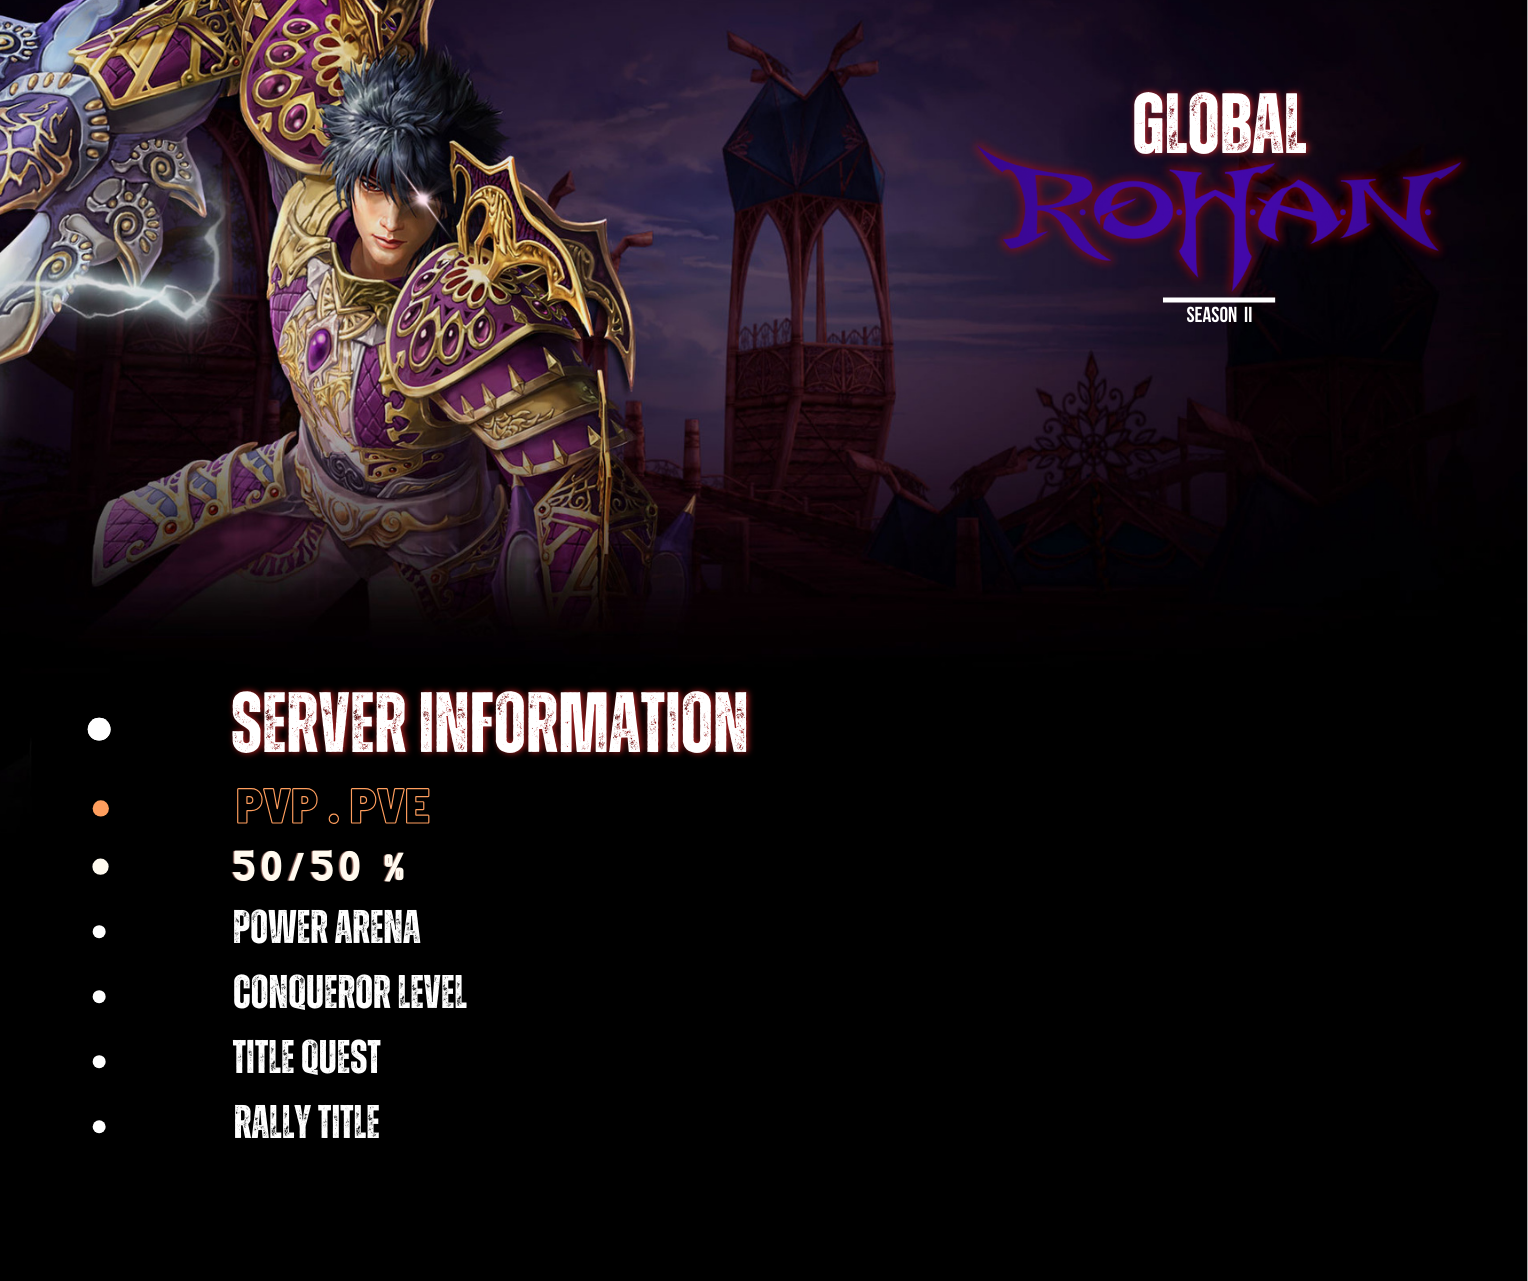 GLOBAL
ROHAN
SEASON II
SERVER INFORMATION
PVP . PVE
50/50 %
POWER ARENA
CONQUEROR LEVEL
TITLE QUEST
RALLY TITLE